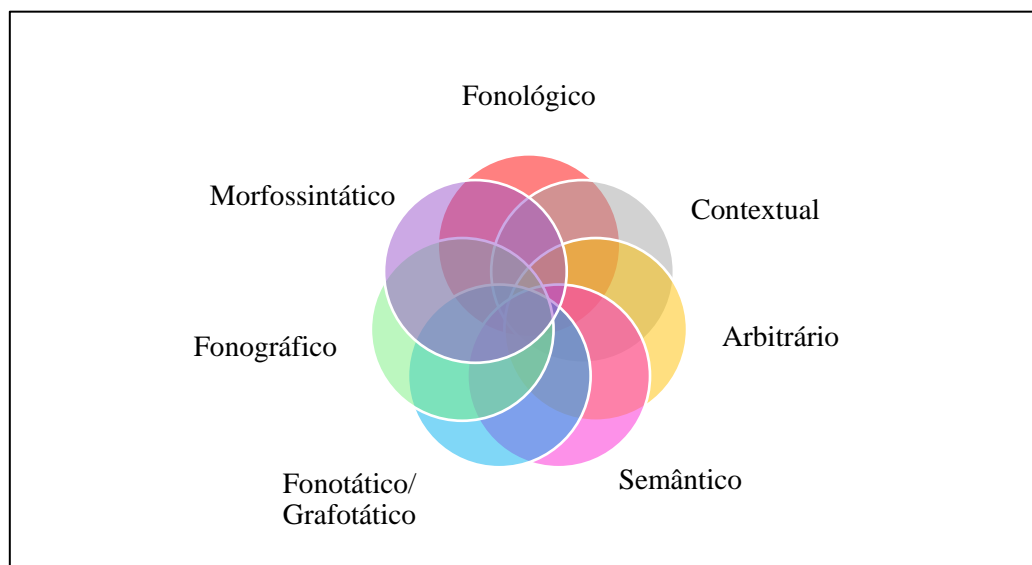 Fonológico
Morfossintático
Contextual
Fonográfico
Arbitrário
Fonotático/
Grafotático
Semântico